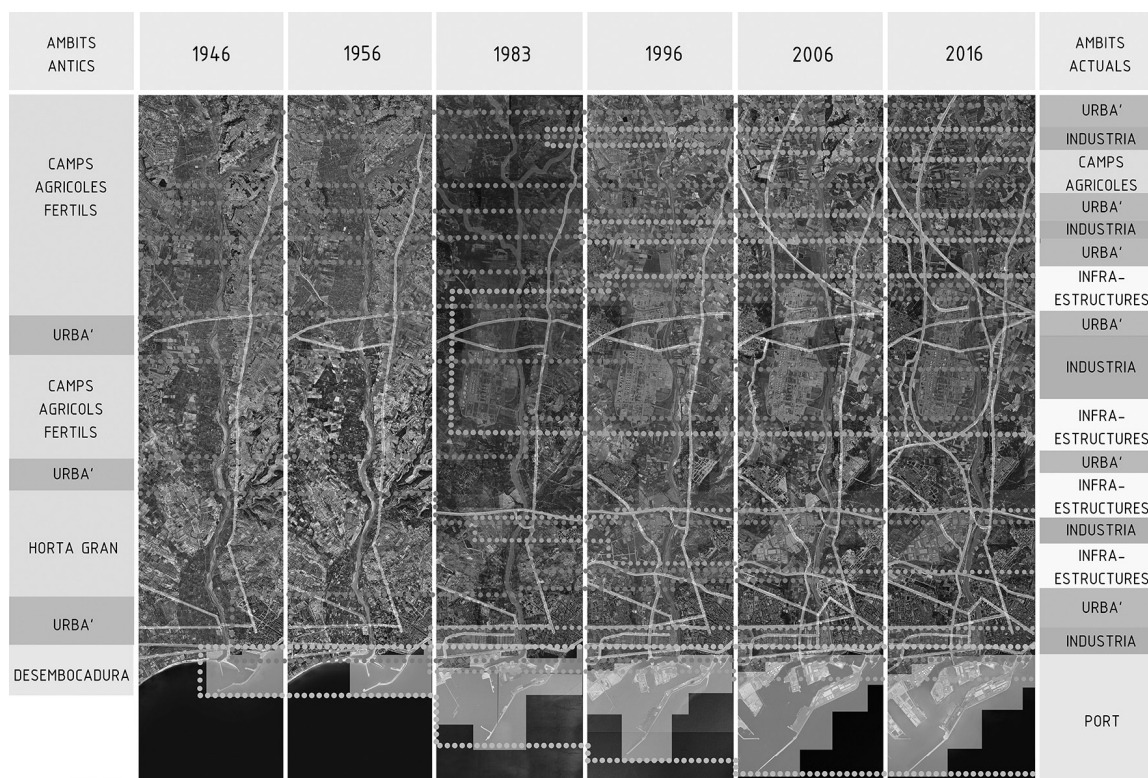 AMBITS
ANTICS
1946
1956
1983
1996
2006
2016
AMBITS
ACTUALS
CAMPS
AGRICOLES
FERTILS
URBA'
CAMPS
AGRICOLS
FERTILS
URBA'
HORTA GRAN
URBA'
DESEMBOCADURA
URBA'
INDUSTRIA
CAMPS
AGRICOLES
URBA'
INDUSTRIA
URBA'
INFRA-
ESTRUCTURES
URBA'
INDUSTRIA
INFRA-
ESTRUCTURES
URBA'
INFRA-
ESTRUCTURES
INDUSTRIA
INFRA-
ESTRUCTURES
URBA'
INDUSTRIA
PORT